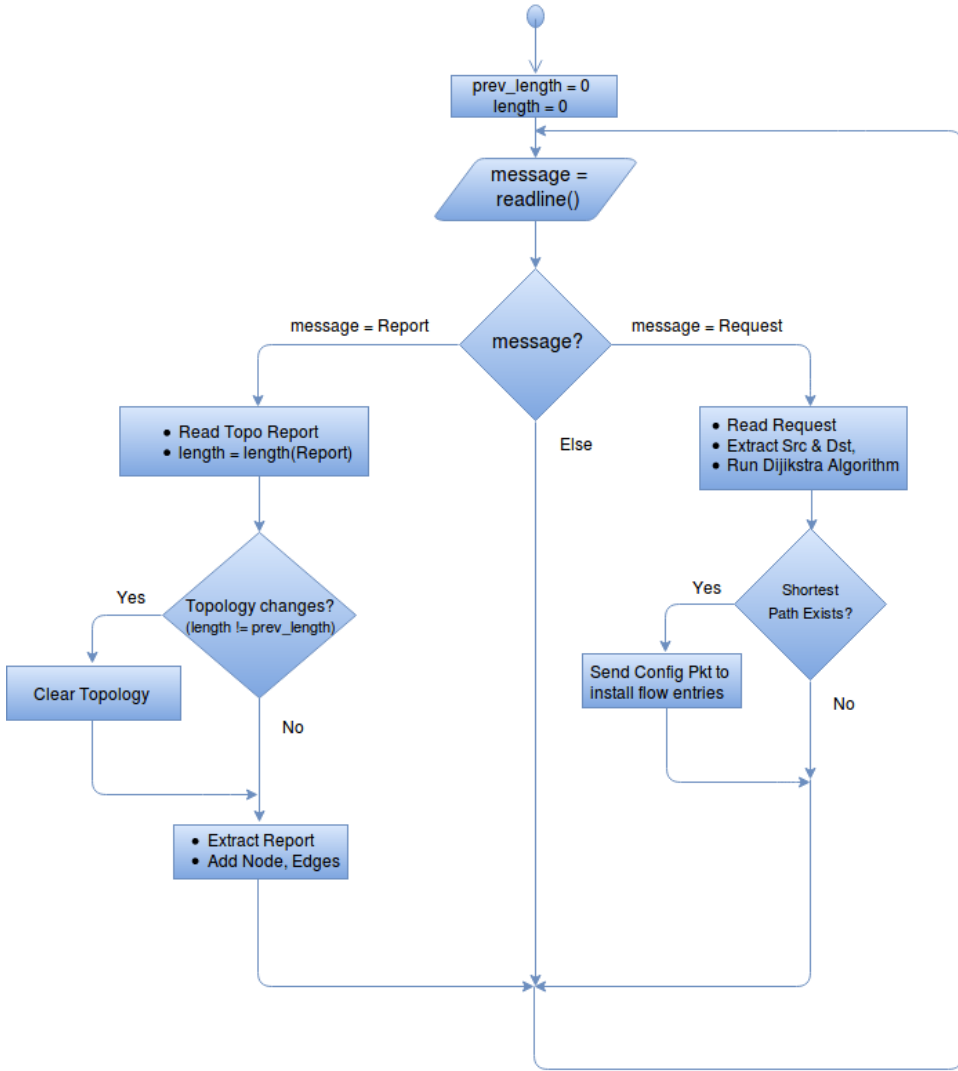 prev_length = 0
length = 0
message =
readline()
message = Report
message?
message = Request
• Read Topo Report
• length = length(Report)
Else
• Read Request
• Extract Src & Dst,
• Run Dijikstra Algorithm
Yes
Topology changes?
(length != prev_length)
Yes
Shortest
Path Exists?
Clear Topology
Send Config Pkt to
install flow entries
No
No
• Extract Report
• Add Node, Edges